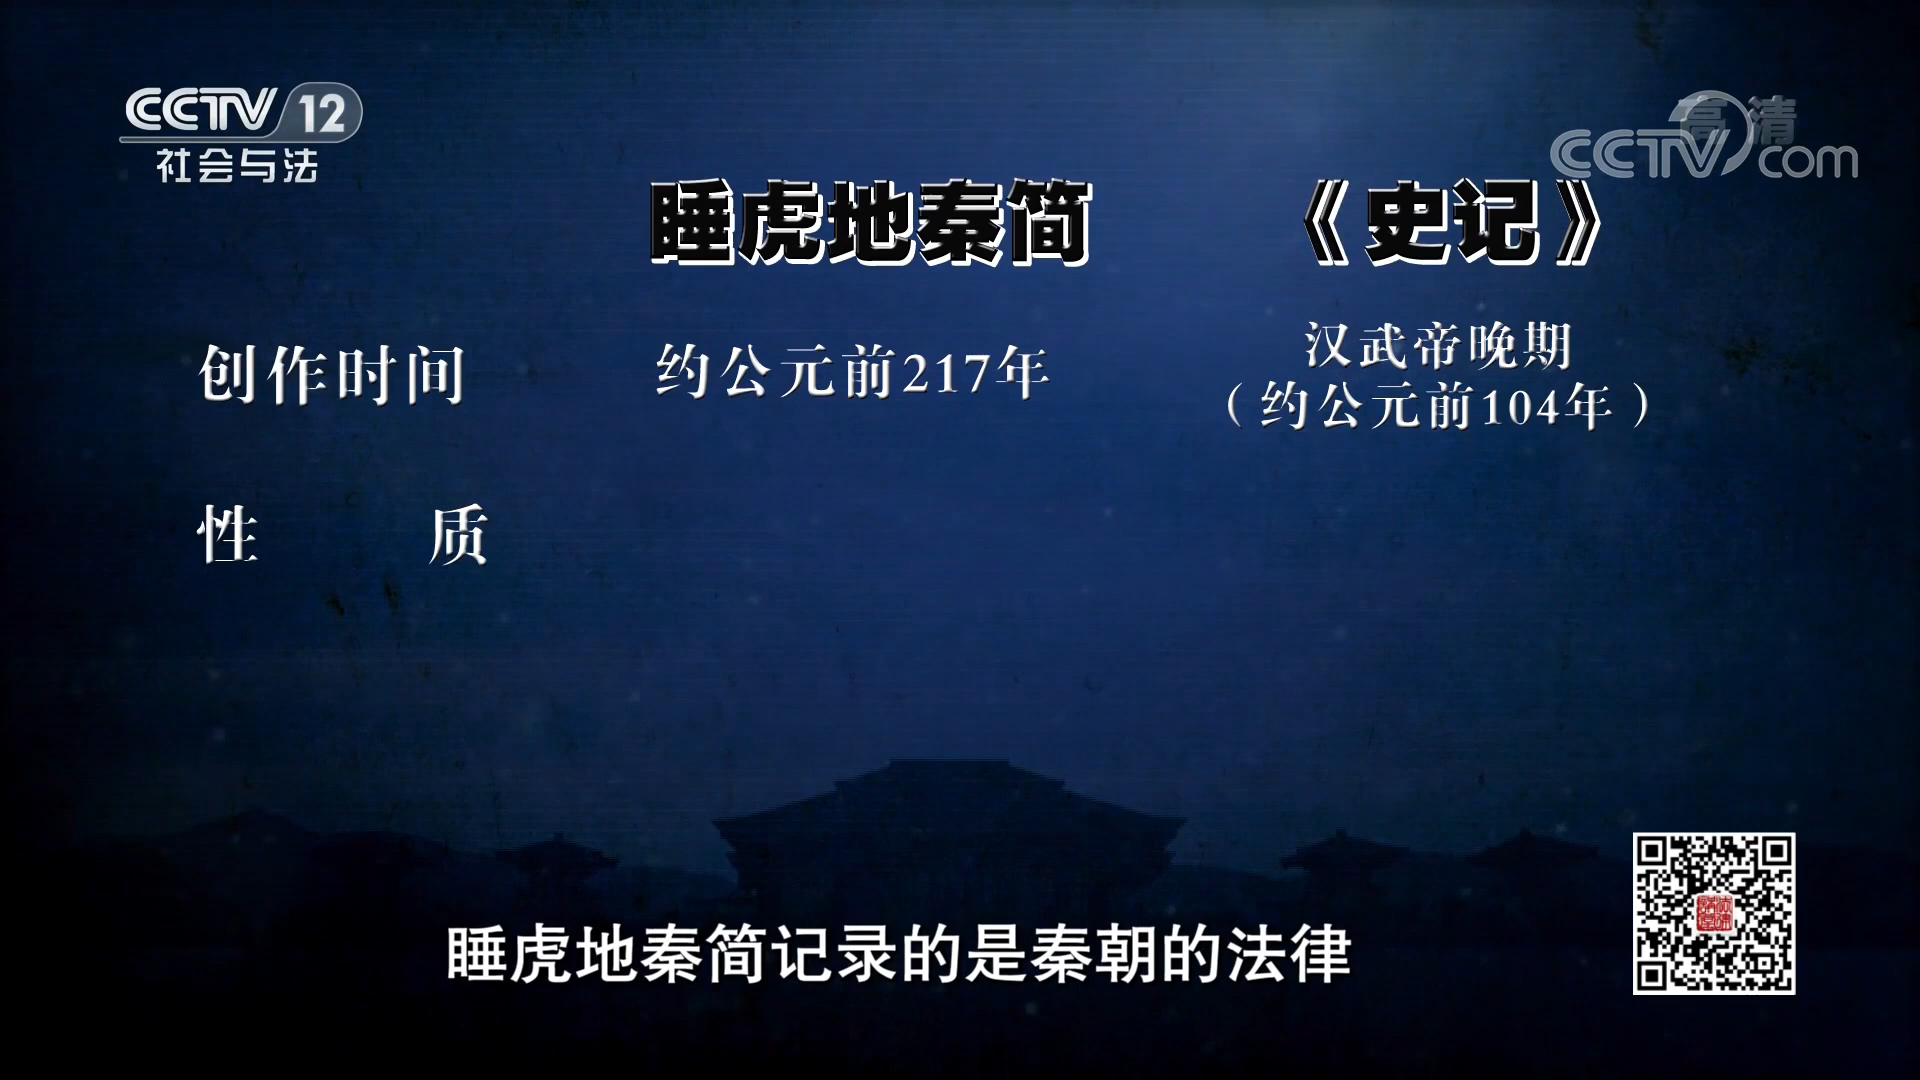 CCTV 12
社会与法
高清
CCTV.com
睡虎地秦简 《史记》
创作时间 约公元前217年 汉武帝晚期
（约公元前104年）
性 质
睡虎地秦简记录的是秦朝的法律